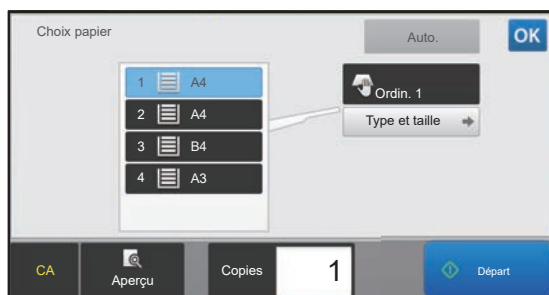 Choix papier
Auto.
OK
1 A4
2 A4
3 B4
4 A3
Ordin. 1
Type et taille
CA
Aperçu
Copies
1
Départ